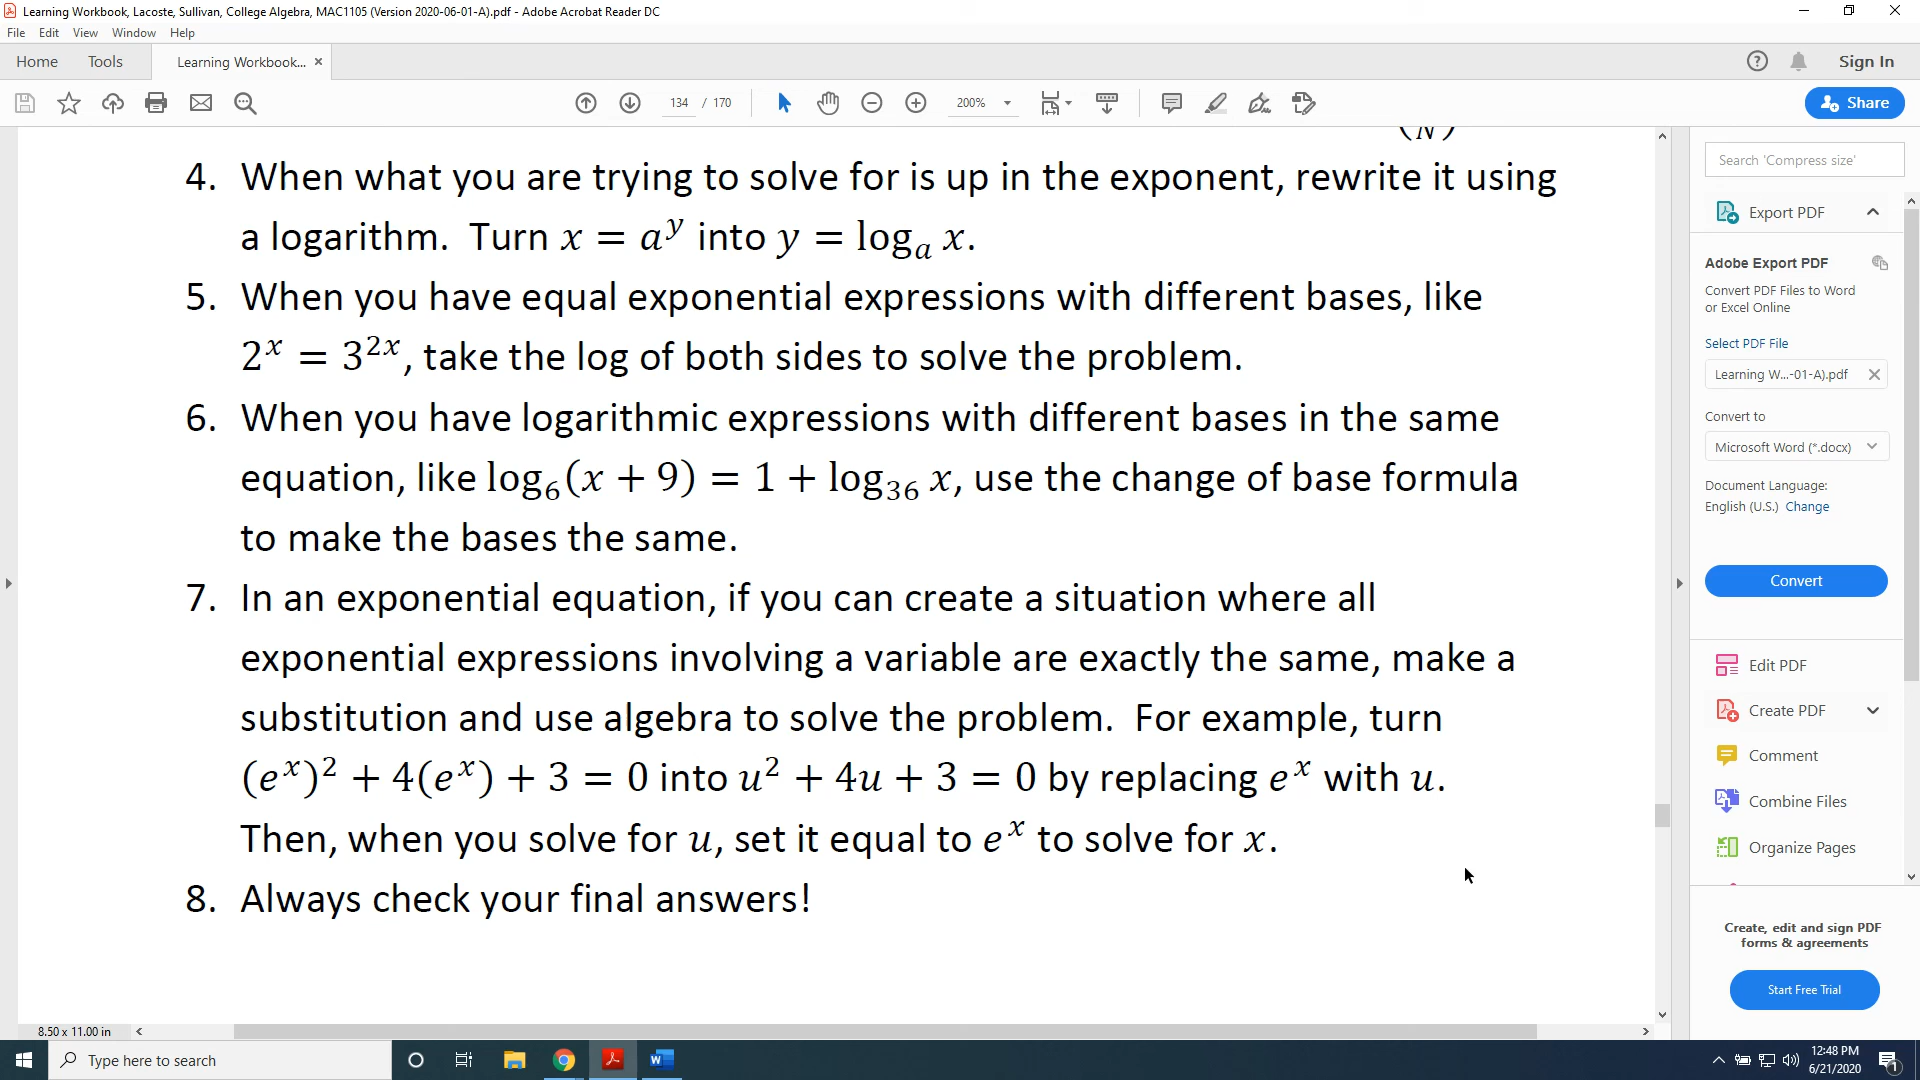 Learning Workbook, Lacoste, Sullivan, College Algebra, MAC1105 (Version 2020-06-01-A).pdf - Adobe Acrobat Reader DC
File Edit View Window Help
Home Tools Learning Workbook... × Sign In
134 / 170 200% Share
(N)
4. When what you are trying to solve for is up in the exponent, rewrite it using
a logarithm. Turn x = a^y into y = log_a x.
5. When you have equal exponential expressions with different bases, like
2^x = 3^{2x}, take the log of both sides to solve the problem.
6. When you have logarithmic expressions with different bases in the same
equation, like log_6(x + 9) = 1 + log_{36} x, use the change of base formula
to make the bases the same.
7. In an exponential equation, if you can create a situation where all
exponential expressions involving a variable are exactly the same, make a
substitution and use algebra to solve the problem. For example, turn
(e^x)^2 + 4(e^x) + 3 = 0 into u^2 + 4u + 3 = 0 by replacing e^x with u.
Then, when you solve for u, set it equal to e^x to solve for x.
8. Always check your final answers!
Search 'Compress size'
Export PDF
Adobe Export PDF
Convert PDF Files to Word
or Excel Online
Select PDF File
Learning W...-01-A).pdf
Convert to
Microsoft Word (*.docx)
Document Language:
English (U.S.) Change
Convert
Edit PDF
Create PDF
Comment
Combine Files
Organize Pages
Create, edit and sign PDF
forms & agreements
Start Free Trial
8.50 x 11.00 in
Type here to search
12:48 PM
6/21/2020
1